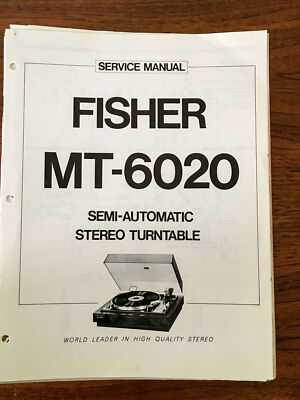 SERVICE MANUAL
FISHER
MT-6020
SEMI-AUTOMATIC
STEREO TURNTABLE
WORLD LEADER IN HIGH QUALITY STEREO